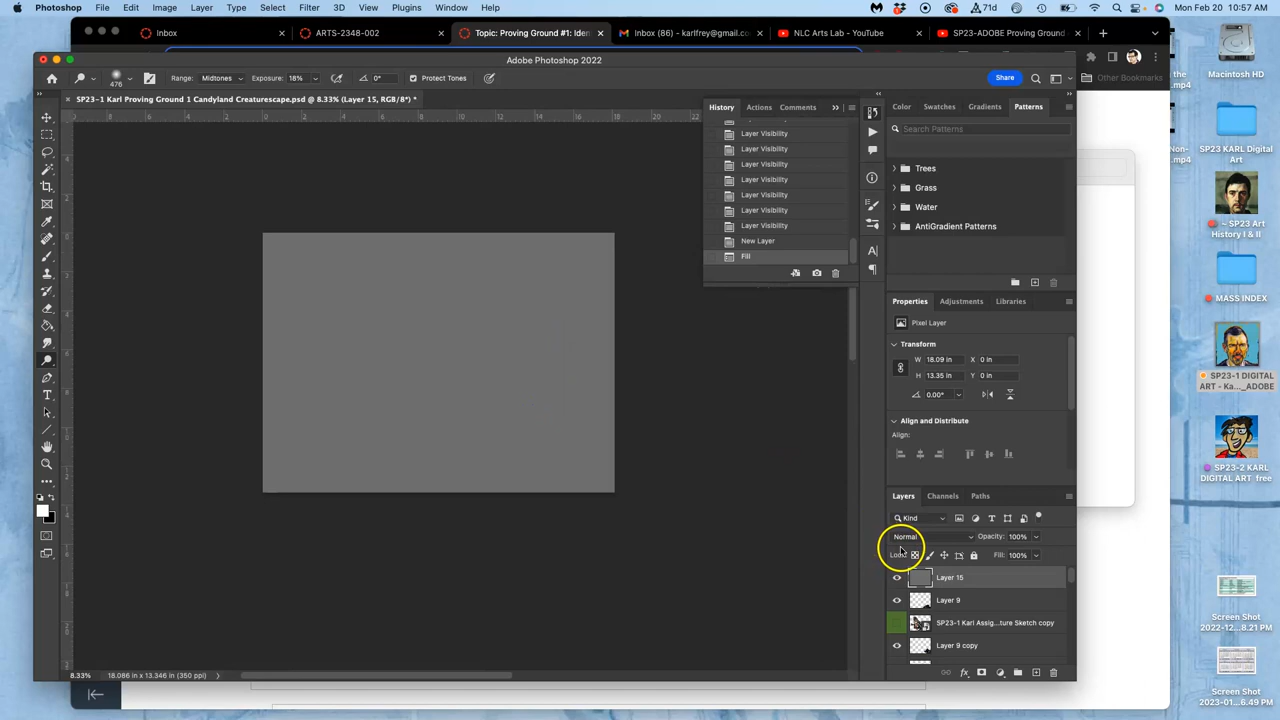 Photoshop File Edit Image Layer Type Select Filter 3D View Plugins Window Help 71d Mon Feb 20 10:57 AM
Inbox × ARTS-2348-002 × Topic: Proving Ground #1: Iden × Inbox (86) - karlfrey@gmail.co × NLC Arts Lab - YouTube × SP23-ADOBE Proving Ground ×
Adobe Photoshop 2022
Other Bookmarks
476 Range: Midtones Exposure: 18% 0° Protect Tones Share
SP23-1 Karl Proving Ground 1 Candyland Creaturescape.psd @ 8.33% (Layer 15, RGB/8*) *
History Actions Comments
Layer Visibility
Layer Visibility
Layer Visibility
Layer Visibility
Layer Visibility
Layer Visibility
Layer Visibility
New Layer
Fill
Color Swatches Gradients Patterns
Search Patterns
Trees
Grass
Water
AntiGradient Patterns
Properties Adjustments Libraries
Pixel Layer
Transform
W 18.09 in X 0 in
H 13.35 in Y 0 in
0.00°
Align and Distribute
Align:
Layers Channels Paths
Kind
Normal Opacity: 100%
Lock: Fill: 100%
Layer 15
Layer 9
SP23-1 Karl Assig...ture Sketch copy
Layer 9 copy
8.33% 18.086 in x 13.346 in (350 ppi)
Macintosh HD
SP23 KARL Digital
Art
~ SP23 Art
History I & II
MASS INDEX
SP23-1 DIGITAL
ART - Ka..._ADOBE
SP23-2 KARL
DIGITAL ART free
Screen Shot
2022-12...8.21 PM
Screen Shot
2023-01...6.49 PM